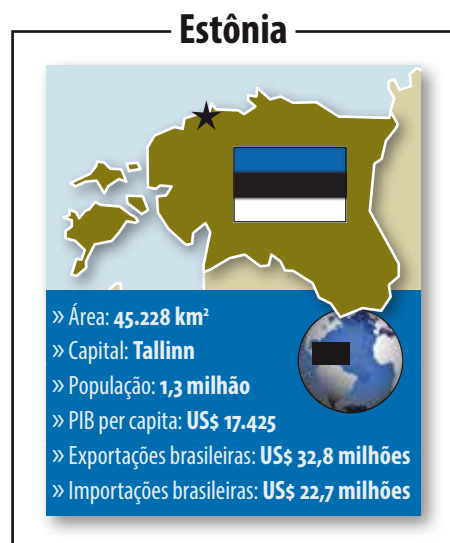 Estônia
» Área: 45.228 km²
» Capital: Tallinn
» População: 1,3 milhão
» PIB per capita: US$ 17.425
» Exportações brasileiras: US$ 32,8 milhões
» Importações brasileiras: US$ 22,7 milhões